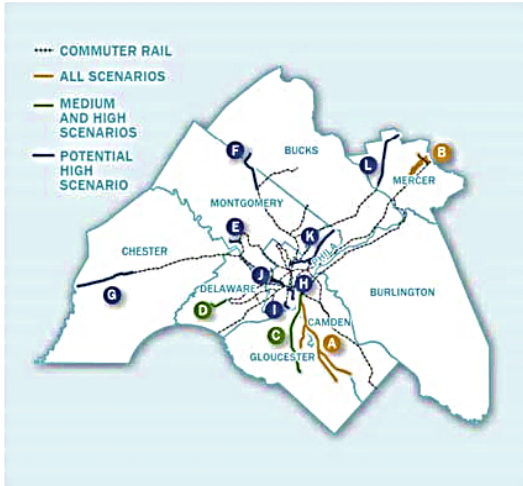 COMMUTER RAIL
ALL SCENARIOS
MEDIUM
AND HIGH
SCENARIOS
POTENTIAL
HIGH
SCENARIO
F
BUCKS
L
B
MERCER
MONTGOMERY
E
K
CHESTER
PHILA
J
DELAWARE
H
G
BURLINGTON
D
I
CAMDEN
C
A
GLOUCESTER